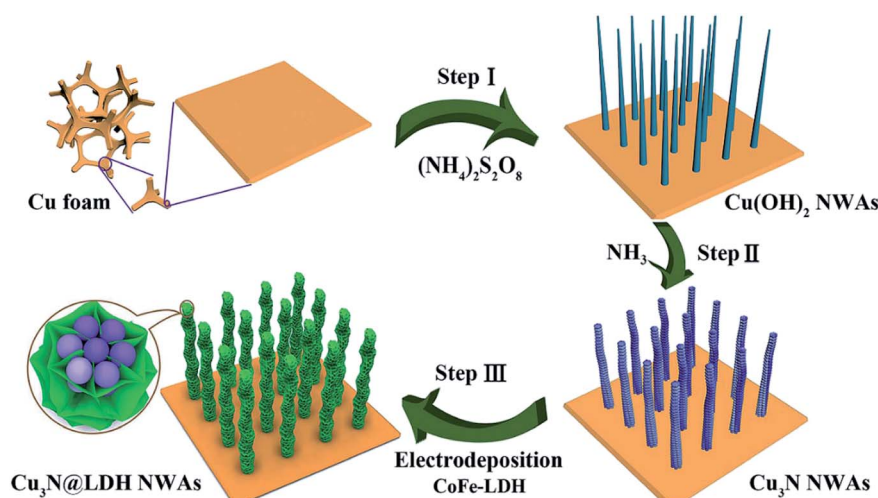 Cu foam
Step Ⅰ
(NH₄)₂S₂O₈
Cu(OH)₂ NWAs
NH₃
Step Ⅱ
Cu₃N NWAs
Step Ⅲ
Electrodeposition
CoFe-LDH
Cu₃N@LDH NWAs